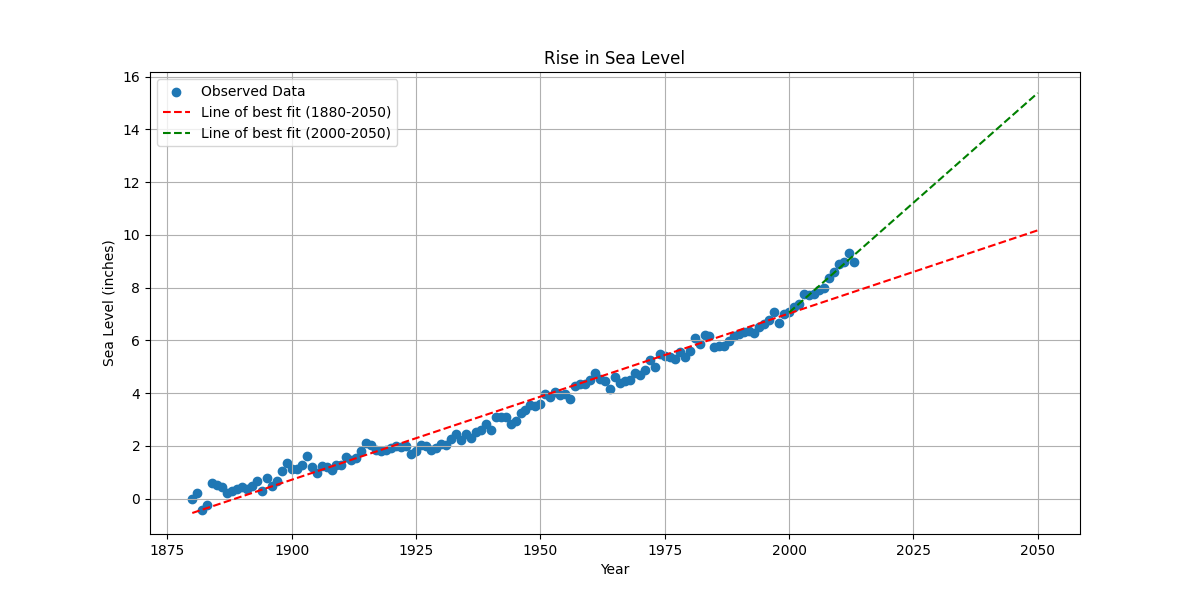 Rise in Sea Level
Observed Data
Line of best fit (1880-2050)
Line of best fit (2000-2050)
Sea Level (inches)
16
14
12
10
8
6
4
2
0
1875
1900
1925
1950
1975
2000
2025
2050
Year